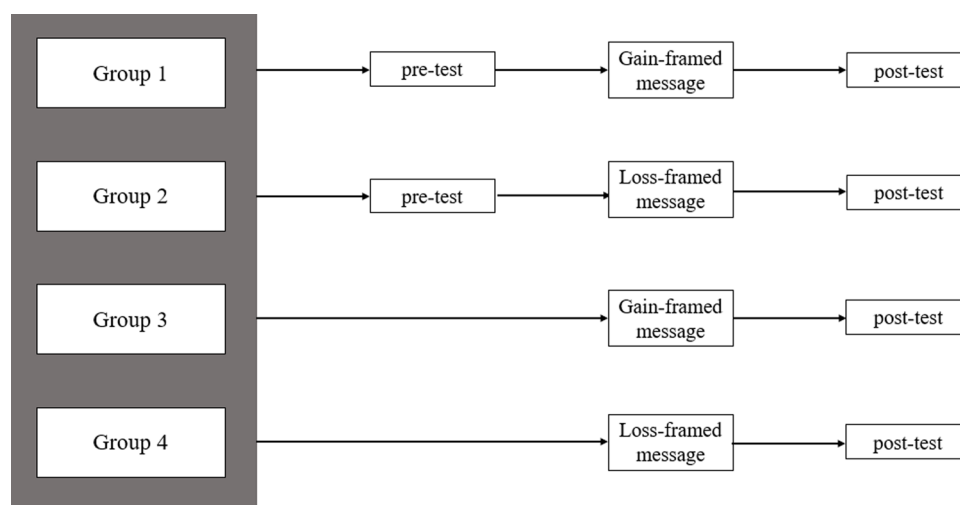 Group 1
pre-test
Gain-framed
message
post-test
Group 2
pre-test
Loss-framed
message
post-test
Group 3
Gain-framed
message
post-test
Group 4
Loss-framed
message
post-test